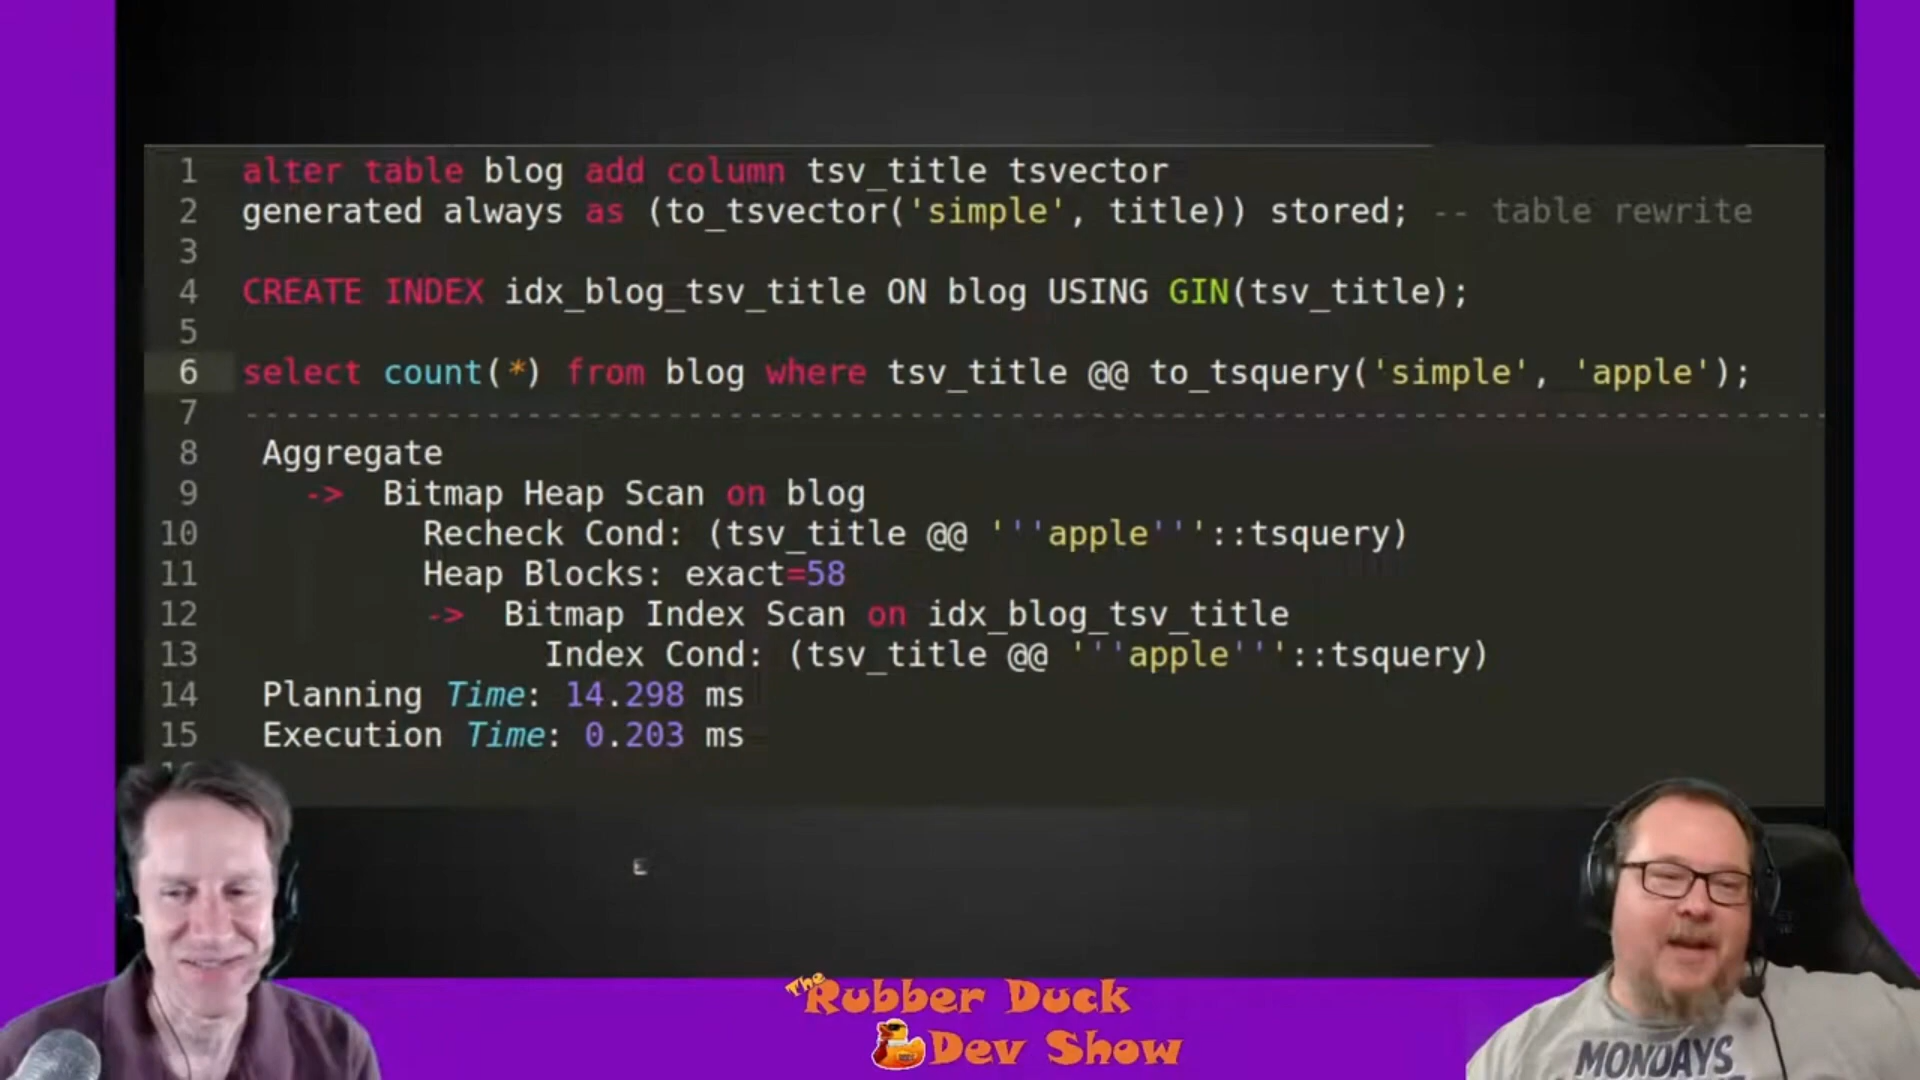 1 alter table blog add column tsv_title tsvector
2 generated always as (to_tsvector('simple', title)) stored; -- table rewrite
3
4 CREATE INDEX idx_blog_tsv_title ON blog USING GIN(tsv_title);
5
6 select count(*) from blog where tsv_title @@ to_tsquery('simple', 'apple');
7 -------------------------------------------------------------------------------
8 Aggregate
9 -> Bitmap Heap Scan on blog
10 Recheck Cond: (tsv_title @@ '''apple'''::tsquery)
11 Heap Blocks: exact=58
12 -> Bitmap Index Scan on idx_blog_tsv_title
13 Index Cond: (tsv_title @@ '''apple'''::tsquery)
14 Planning Time: 14.298 ms
15 Execution Time: 0.203 ms
The Rubber Duck
Dev Show
MONDAYS